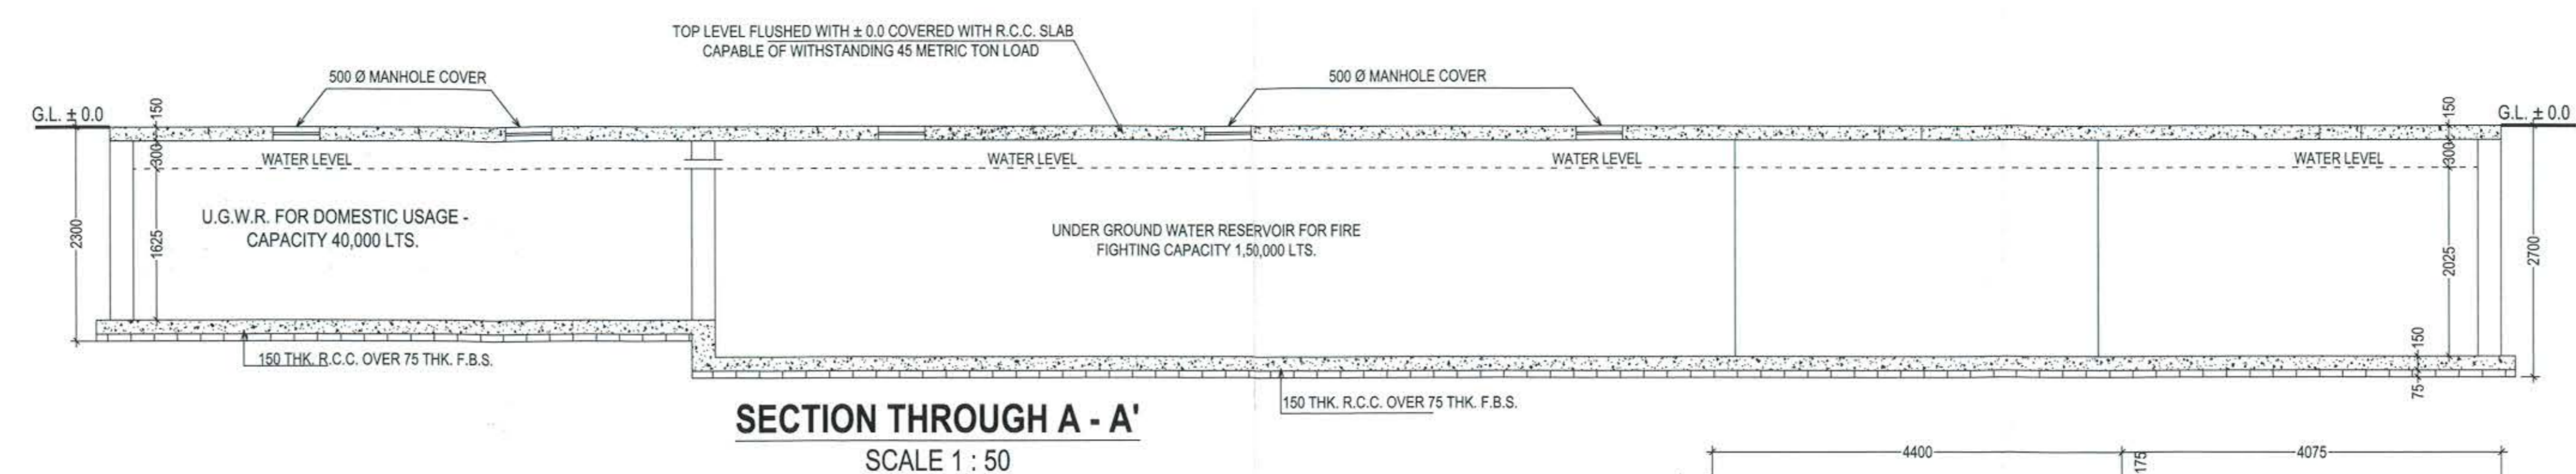 TOP LEVEL FLUSHED WITH ± 0.0 COVERED WITH R.C.C. SLAB
CAPABLE OF WITHSTANDING 45 METRIC TON LOAD
500 Ø MANHOLE COVER
500 Ø MANHOLE COVER
G.L. ± 0.0
150
150
G.L. ± 0.0
300
WATER LEVEL
WATER LEVEL
WATER LEVEL
WATER LEVEL
300
2300
1625
U.G.W.R. FOR DOMESTIC USAGE -
CAPACITY 40,000 LTS.
UNDER GROUND WATER RESERVOIR FOR FIRE
FIGHTING CAPACITY 1,50,000 LTS.
2025
2700
150
75
150 THK. R.C.C. OVER 75 THK. F.B.S.
150 THK. R.C.C. OVER 75 THK. F.B.S.
SECTION THROUGH A - A'
SCALE 1 : 50
4400
175
4075